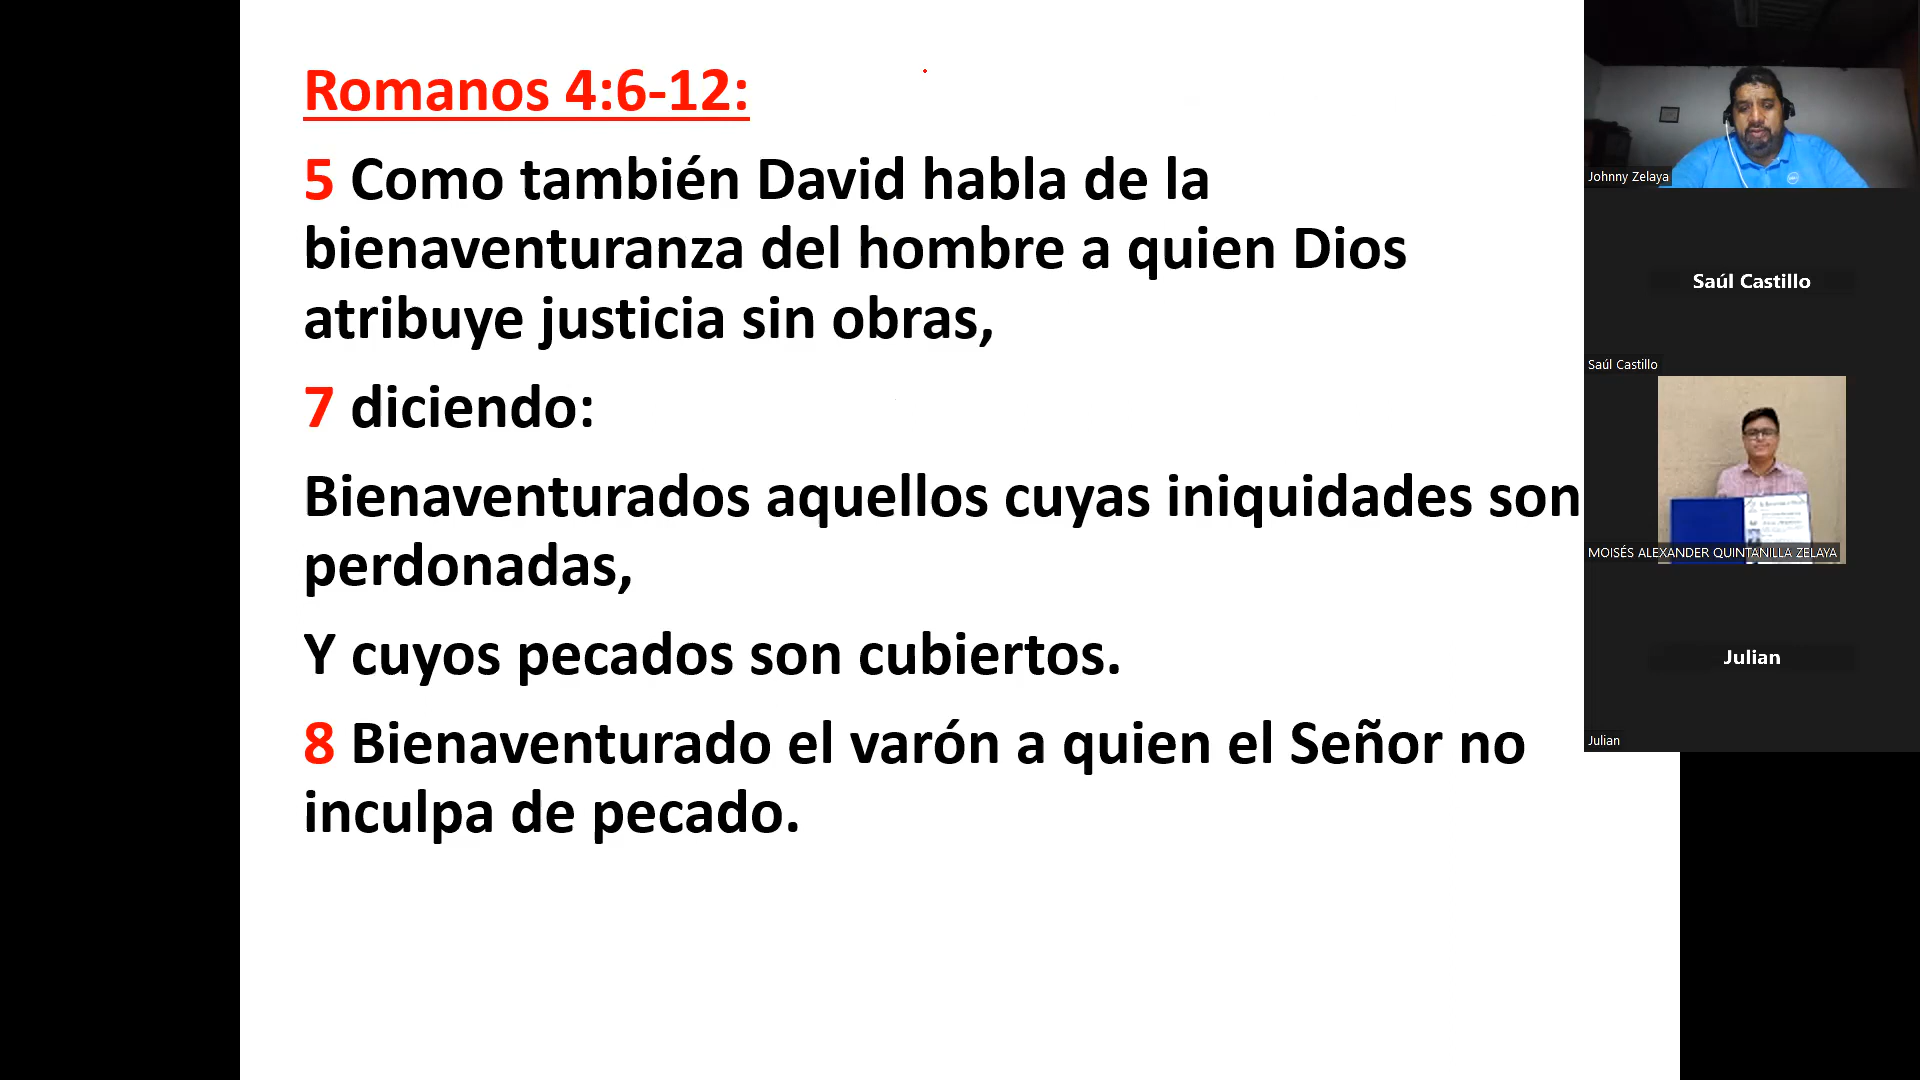 Romanos 4:6-12:
5 Como también David habla de la
bienaventuranza del hombre a quien Dios
atribuye justicia sin obras,
7 diciendo:
Bienaventurados aquellos cuyas iniquidades son
perdonadas,
Y cuyos pecados son cubiertos.
8 Bienaventurado el varón a quien el Señor no
inculpa de pecado.
Johnny Zelaya
Saúl Castillo
Saúl Castillo
MOISÉS ALEXANDER QUINTANILLA ZELAYA
Julian
Julian